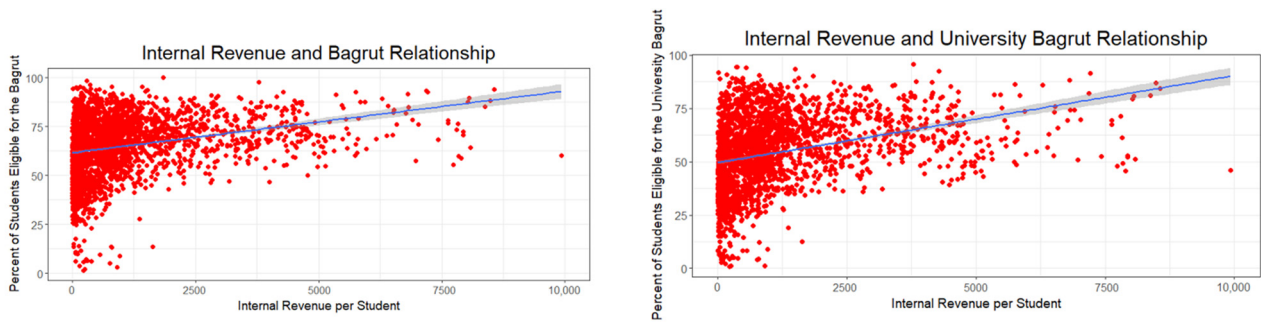 Internal Revenue and Bagrut Relationship
Percent of Students Eligible for the Bagrut
100
75
50
25
0
0 2500 5000 7500 10,000
Internal Revenue per Student
Internal Revenue and University Bagrut Relationship
Percent of Students Eligible for the University Bagrut
100
75
50
25
0
0 2500 5000 7500 10,000
Internal Revenue per Student